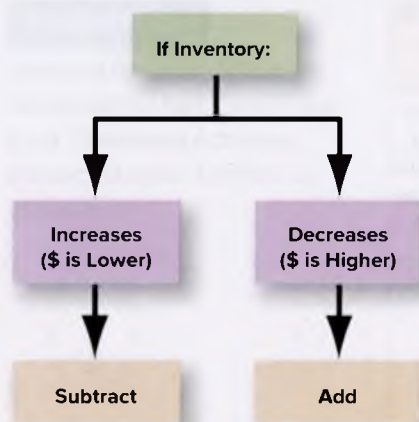 If Inventory:
Increases
($ is Lower)
Decreases
($ is Higher)
Subtract
Add